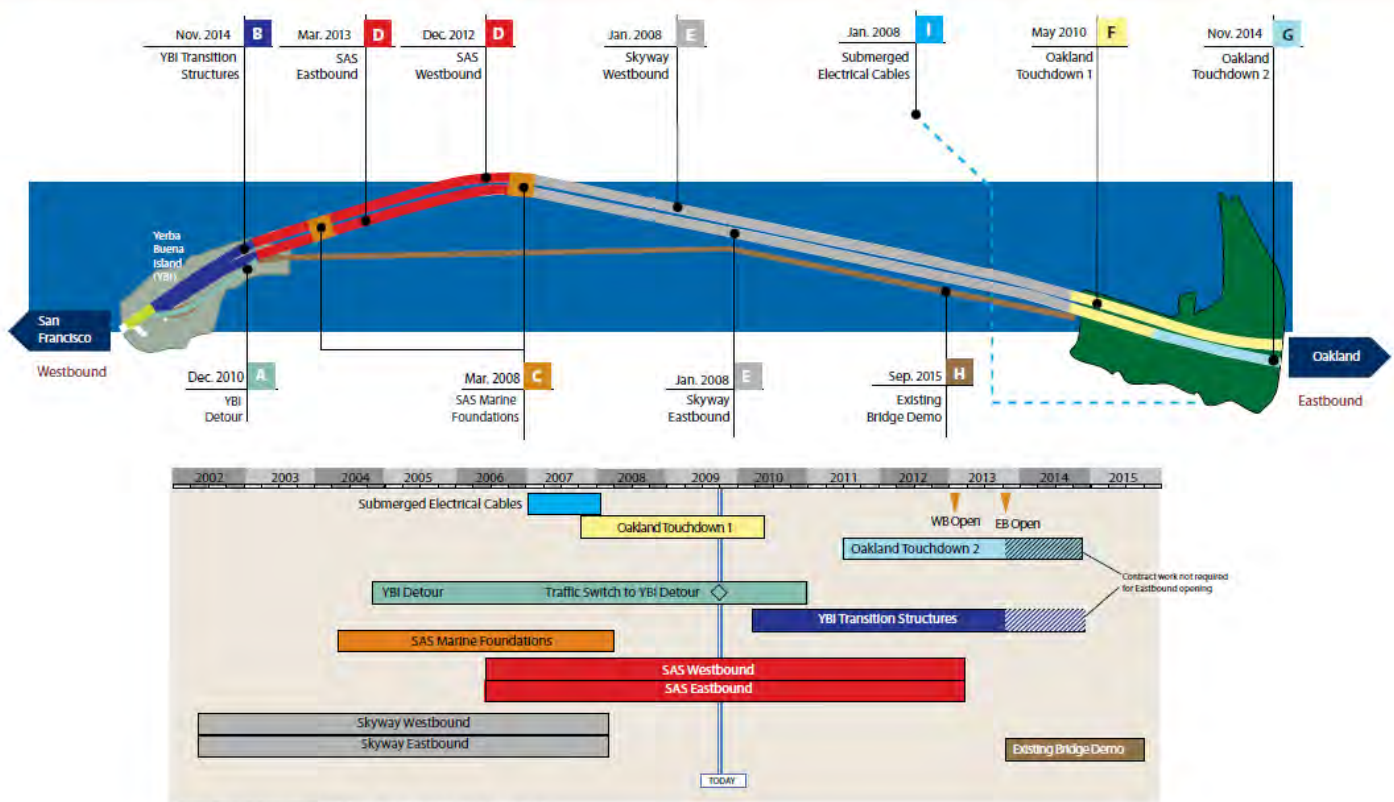 Nov. 2014 B
YBI Transition
Structures
Mar. 2013 D
SAS
Eastbound
Dec. 2012 D
SAS
Westbound
Jan. 2008 E
Skyway
Westbound
Jan. 2008 I
Submerged
Electrical Cables
May 2010 F
Oakland
Touchdown 1
Nov. 2014 G
Oakland
Touchdown 2
Yerba
Buena
Island
(YBI)
San
Francisco
Westbound
Oakland
Eastbound
Dec. 2010 A
YBI
Detour
Mar. 2008 C
SAS Marine
Foundations
Jan. 2008 E
Skyway
Eastbound
Sep. 2015 H
Existing
Bridge Demo
2002 2003 2004 2005 2006 2007 2008 2009 2010 2011 2012 2013 2014 2015
Submerged Electrical Cables
Oakland Touchdown 1
WB Open EB Open
Oakland Touchdown 2
Contract work not required
for Eastbound opening
YBI Detour Traffic Switch to YBI Detour
YBI Transition Structures
SAS Marine Foundations
SAS Westbound
SAS Eastbound
Skyway Westbound
Skyway Eastbound
Existing Bridge Demo
TODAY